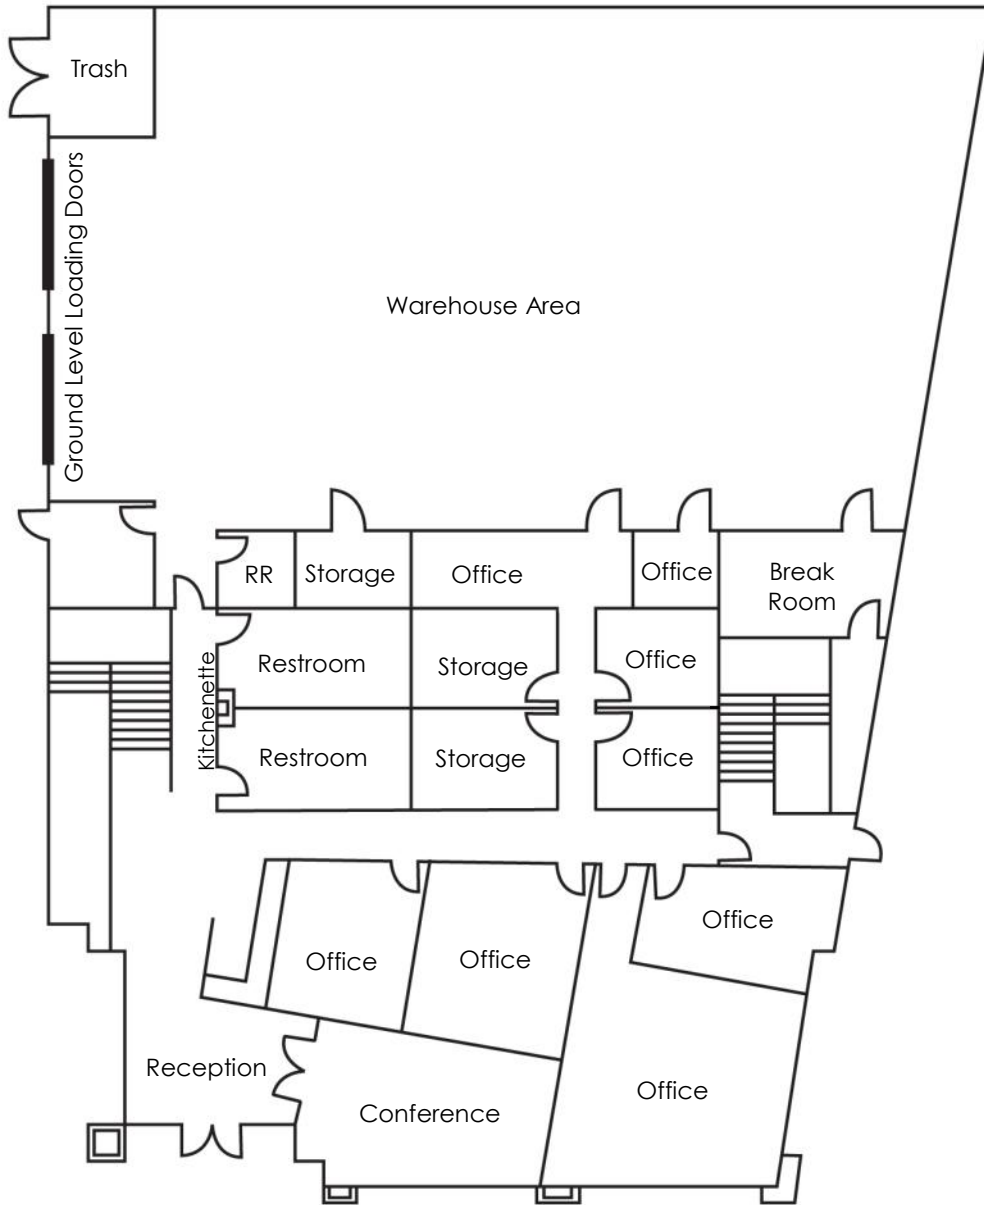 Trash
Ground Level Loading Doors
Warehouse Area
RR
Storage
Office
Office
Break
Room
Restroom
Storage
Office
Kitchenette
Restroom
Storage
Office
Office
Office
Office
Reception
Conference
Office